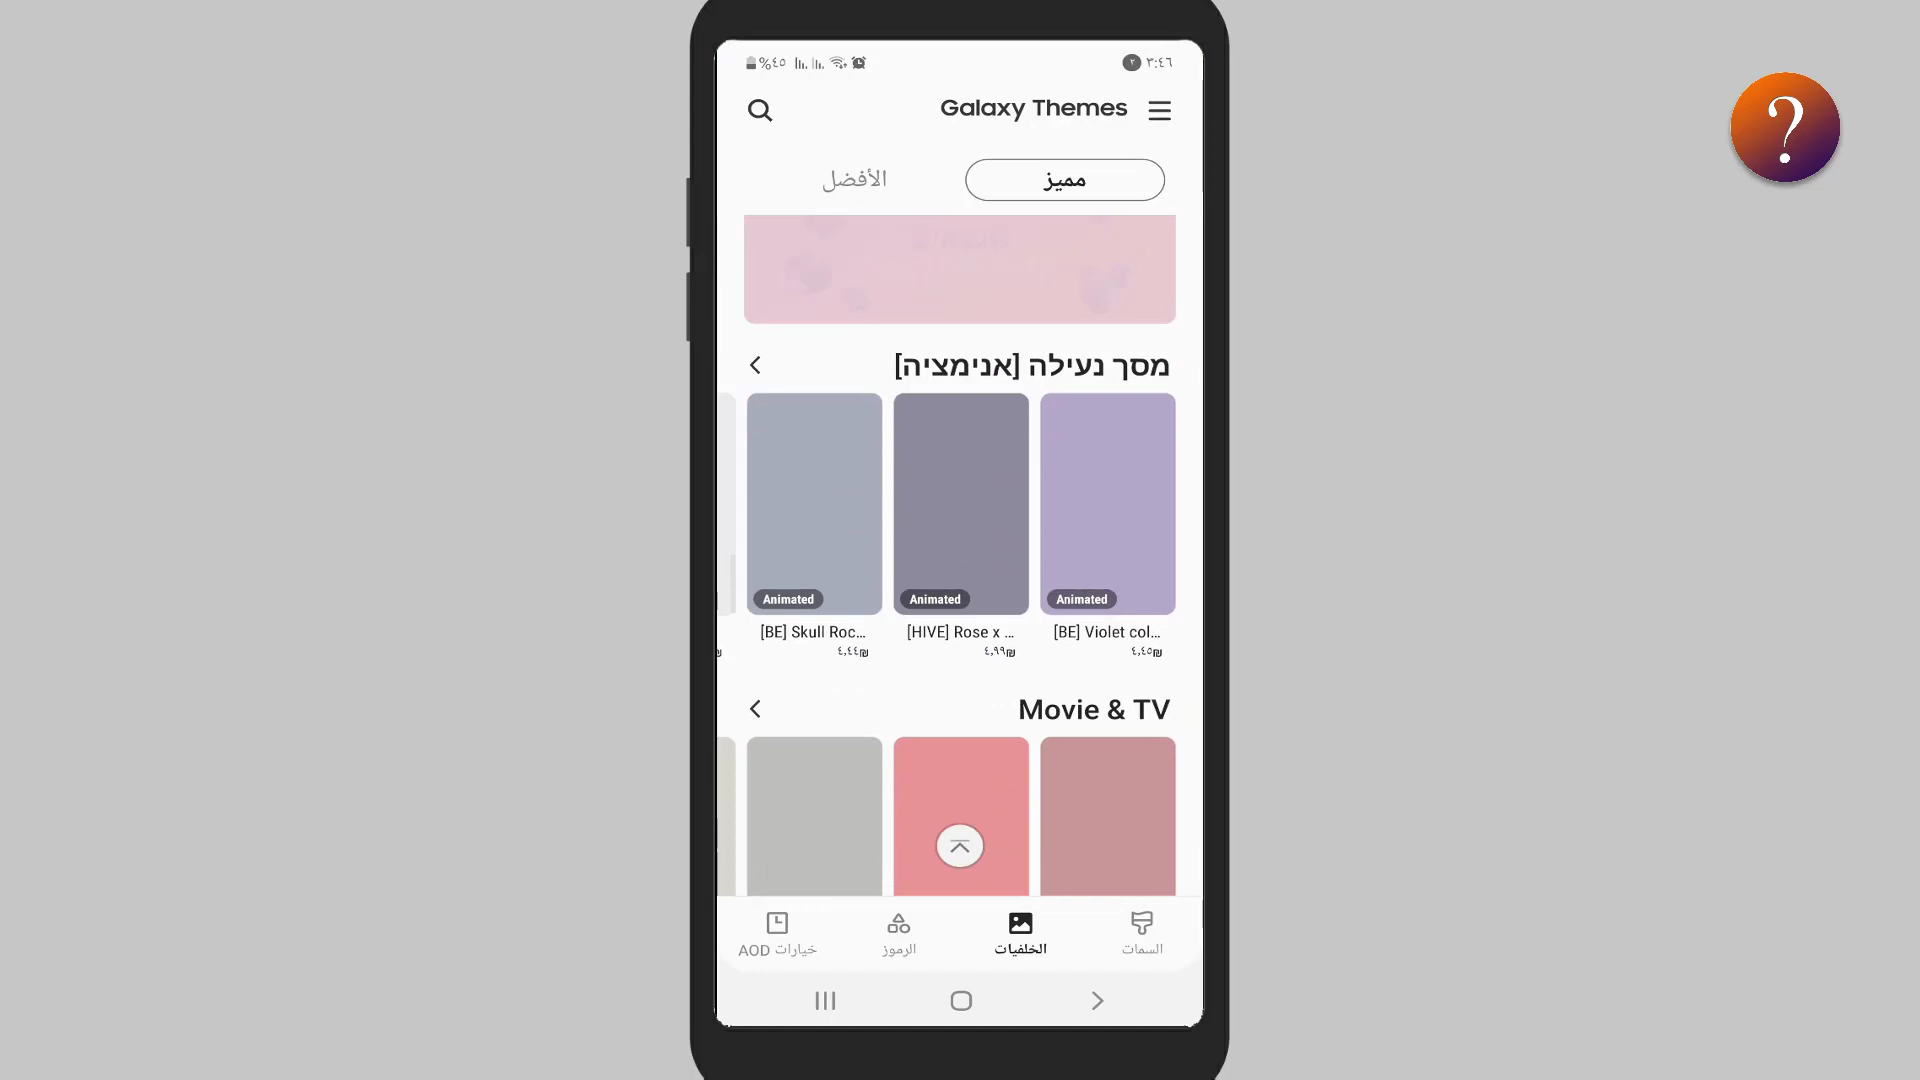 %٤٥
٢ ٣:٤٦
Galaxy Themes
مميز
الأفضل
מסך נעילה [אנימציה]
Animated
Animated
Animated
[BE] Violet col...
[HIVE] Rose x ...
[BE] Skull Roc...
٤,٤٥₪
٤,٩٩₪
٤,٤٤₪
₪
Movie & TV
السمات
الخلفيات
الرموز
خيارات AOD
?